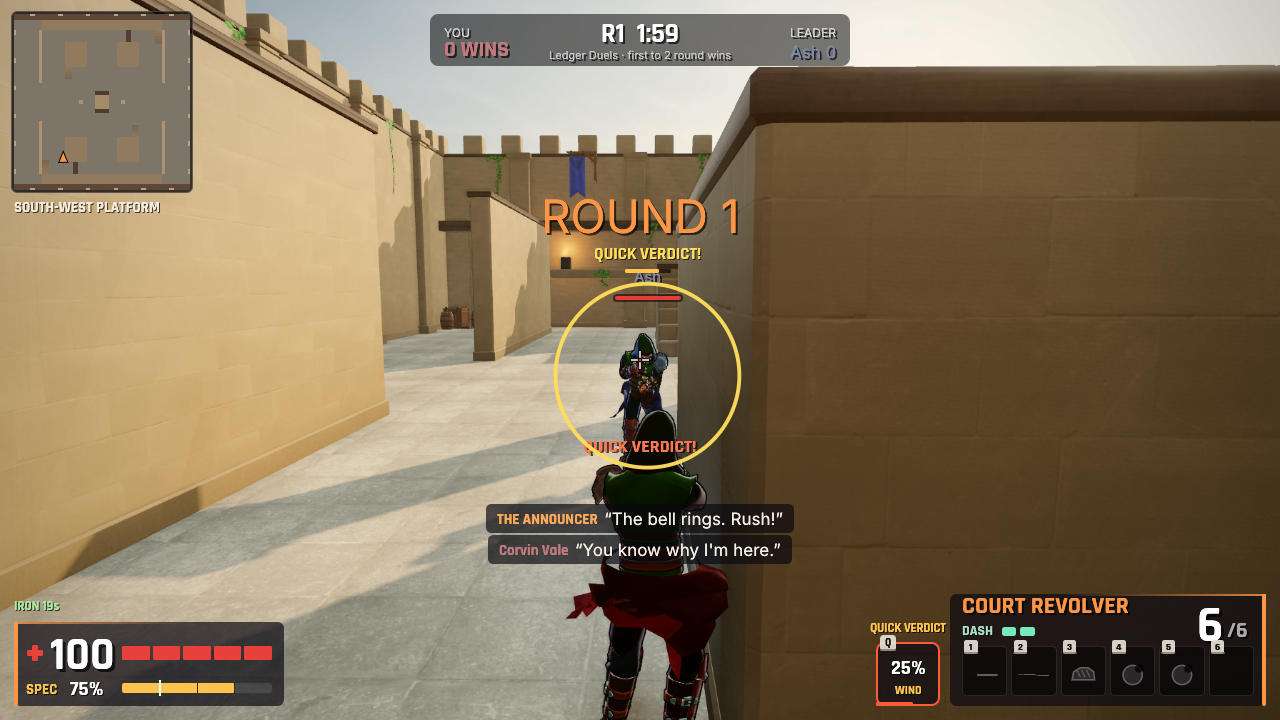 YOU
0 WINS
R1 1:59
Ledger Duels · first to 2 round wins
LEADER
Ash 0
SOUTH-WEST PLATFORM
ROUND 1
QUICK VERDICT!
Ash
QUICK VERDICT!
THE ANNOUNCER “The bell rings. Rush!”
Corvin Vale “You know why I'm here.”
IRON 19s
+ 100
SPEC 75%
QUICK VERDICT
Q
25%
WIND
COURT REVOLVER
DASH
6/6
1 2 3 4 5 6